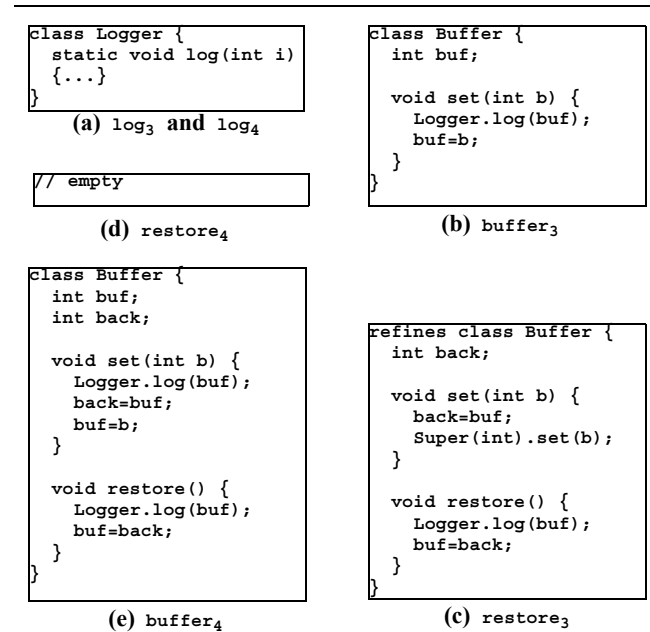 class Logger {
static void log(int i)
{...}
}
(a) log3 and log4
// empty
(d) restore4
class Buffer {
int buf;
void set(int b) {
Logger.log(buf);
buf=b;
}
}
(b) buffer3
class Buffer {
int buf;
int back;
void set(int b) {
Logger.log(buf);
back=buf;
buf=b;
}
void restore() {
Logger.log(buf);
buf=back;
}
}
(e) buffer4
refines class Buffer {
int back;
void set(int b) {
back=buf;
Super(int).set(b);
}
void restore() {
Logger.log(buf);
buf=back;
}
}
(c) restore3